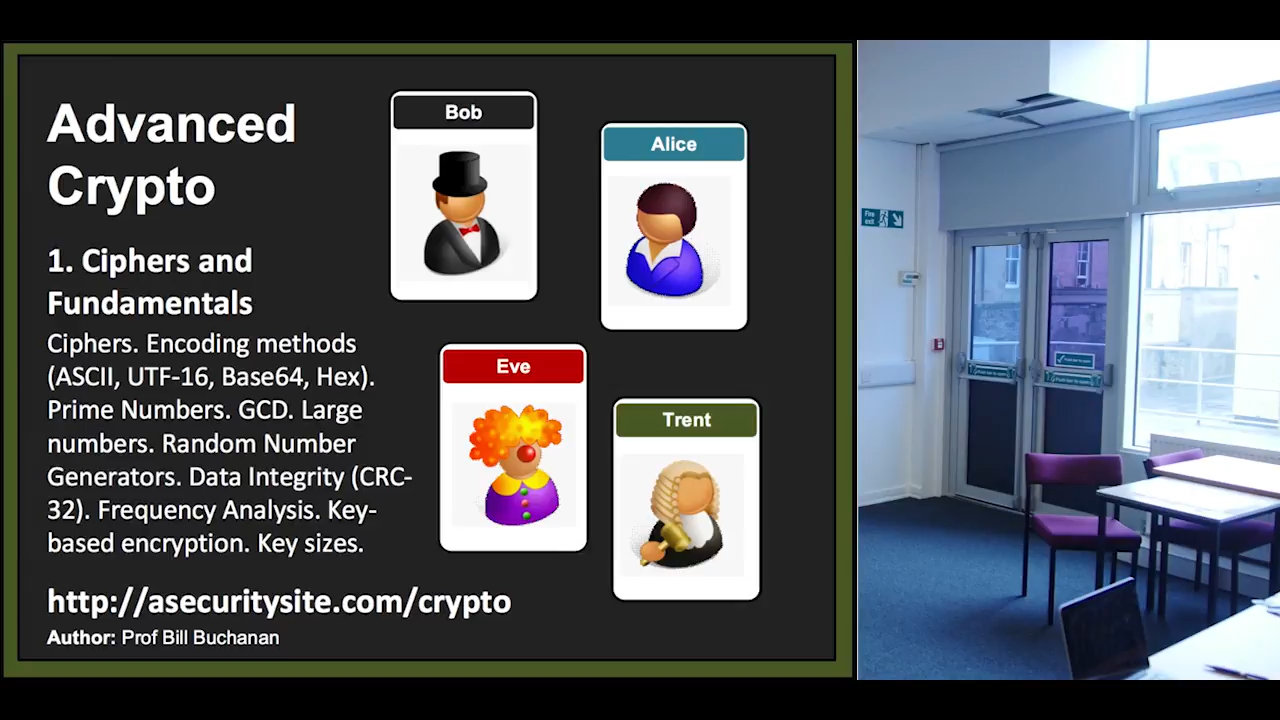 Advanced
Crypto
1. Ciphers and
Fundamentals
Ciphers. Encoding methods
(ASCII, UTF-16, Base64, Hex).
Prime Numbers. GCD. Large
numbers. Random Number
Generators. Data Integrity (CRC-
32). Frequency Analysis. Key-
based encryption. Key sizes.
http://asecuritysite.com/crypto
Author: Prof Bill Buchanan
Bob
Alice
Eve
Trent
Fire
exit